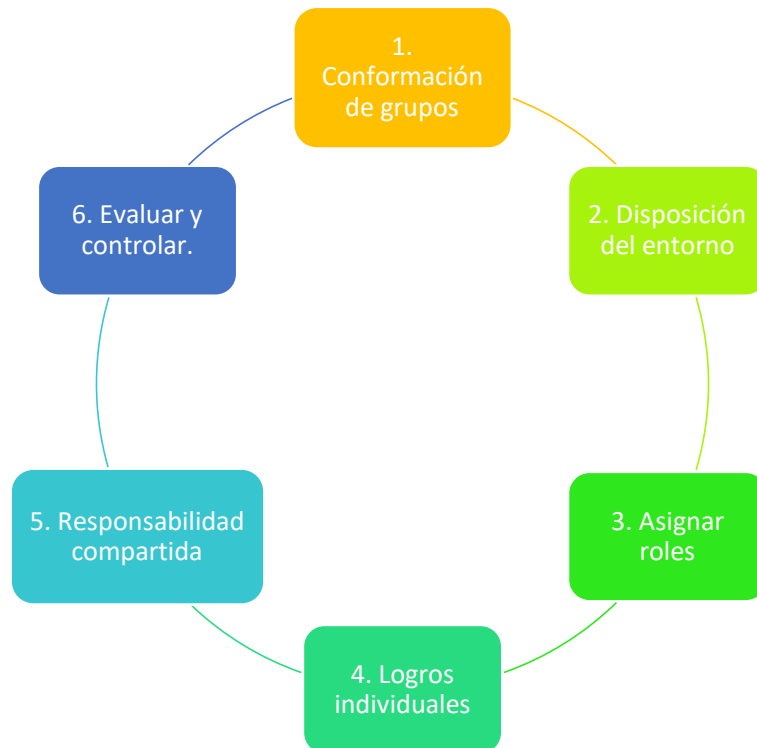 1.
Conformación
de grupos
2. Disposición
del entorno
3. Asignar
roles
4. Logros
individuales
5. Responsabilidad
compartida
6. Evaluar y
controlar.